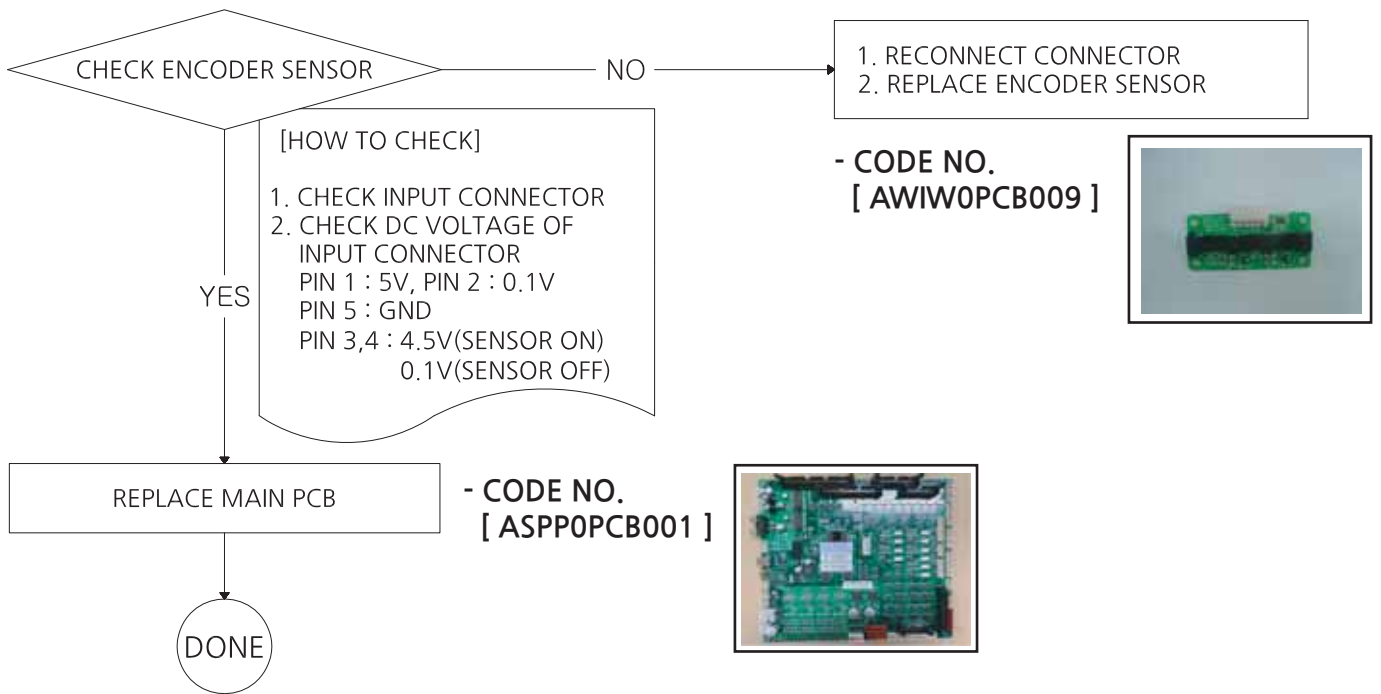 CHECK ENCODER SENSOR
NO
1. RECONNECT CONNECTOR
2. REPLACE ENCODER SENSOR
[HOW TO CHECK]
1. CHECK INPUT CONNECTOR
2. CHECK DC VOLTAGE OF
INPUT CONNECTOR
PIN 1 : 5V, PIN 2 : 0.1V
PIN 5 : GND
PIN 3,4 : 4.5V(SENSOR ON)
0.1V(SENSOR OFF)
- CODE NO.
[ AWIW0PCB009 ]
YES
REPLACE MAIN PCB
- CODE NO.
[ ASPP0PCB001 ]
DONE